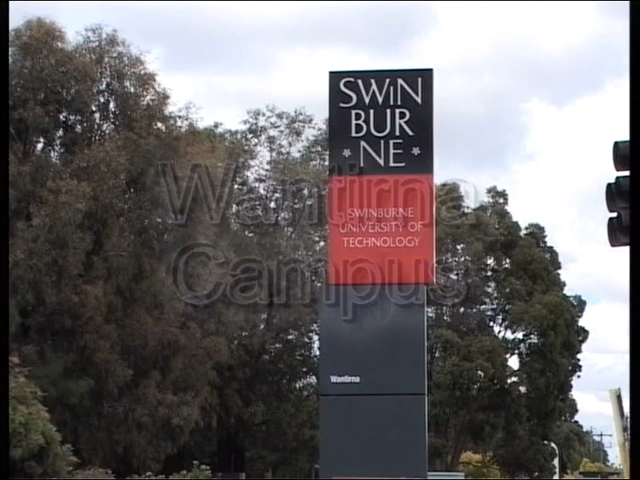 SWIN
BUR
NE
SWINBURNE
UNIVERSITY OF
TECHNOLOGY
Wantirna
Campus
Wantirna